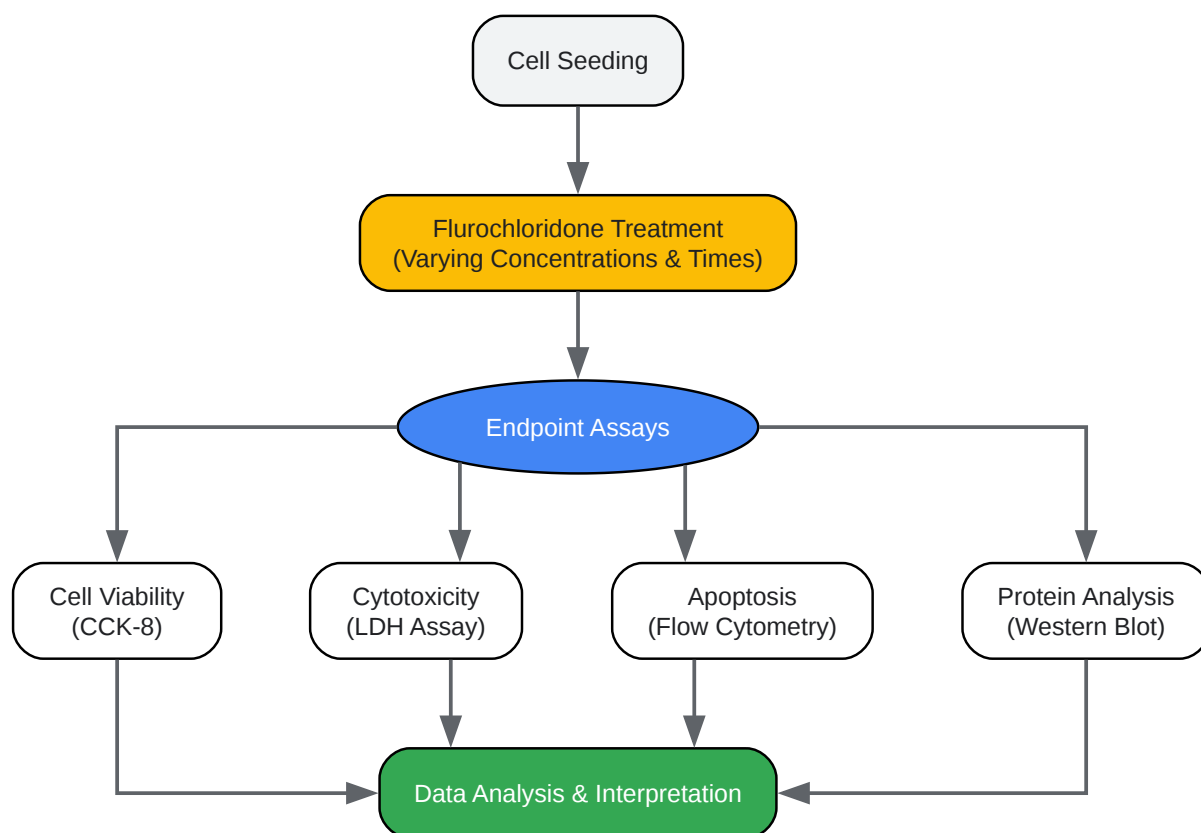 Cell Seeding
Flurochloridone Treatment
(Varying Concentrations & Times)
Endpoint Assays
Cell Viability
(CCK-8)
Cytotoxicity
(LDH Assay)
Apoptosis
(Flow Cytometry)
Protein Analysis
(Western Blot)
Data Analysis & Interpretation